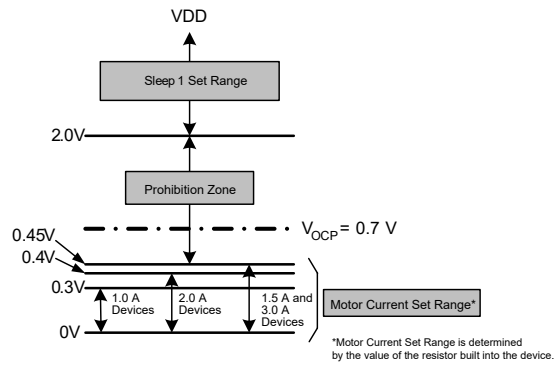 VDD
Sleep 1 Set Range
2.0V
Prohibition Zone
VOCP = 0.7 V
0.45V
0.4V
0.3V
1.0 A
Devices
2.0 A
Devices
1.5 A and
3.0 A
Devices
Motor Current Set Range*
0V
*Motor Current Set Range is determined
by the value of the resistor built into the device.